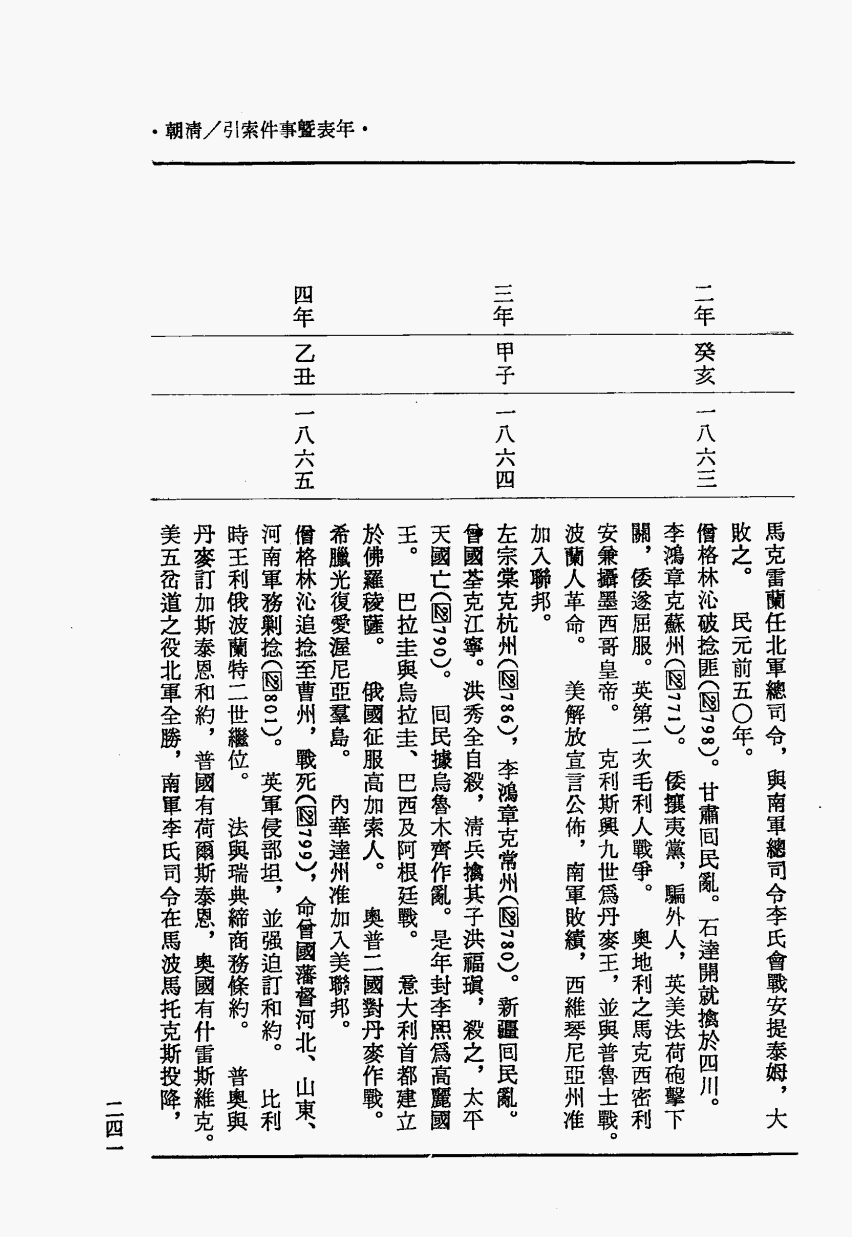 ·年表暨事件索引／清朝·
馬克雷蘭任北軍總司令，與南軍總司令李氏會戰安提泰姆，大
敗之。　民元前五〇年。
二年
癸亥
一八六三
僧格林沁破捻匪(图798)。甘肅回民亂。石達開就擒於四川。
李鴻章克蘇州(图771)。　倭攘夷黨，騙外人，英美法荷砲擊下
關，倭遂屈服。英第二次毛利人戰爭。　奧地利之馬克西密利
安兼攝墨西哥皇帝。　克利斯興九世爲丹麥王，並與普魯士戰。
波蘭人革命。　美解放宣言公佈，南軍敗績，西維琴尼亞州准
加入聯邦。
三年
甲子
一八六四
左宗棠克杭州(图786)，李鴻章克常州(图780)。新疆回民亂。
曾國荃克江寧。洪秀全自殺，清兵擒其子洪福瑱，殺之，太平
天國亡(图790)。　回民據烏魯木齊作亂。是年封李熙爲高麗國
王。　巴拉圭與烏拉圭、巴西及阿根廷戰。　意大利首都建立
於佛羅稜薩。　俄國征服高加索人。　奧普二國對丹麥作戰。
希臘光復愛渥尼亞羣島。　內華達州准加入美聯邦。
四年
乙丑
一八六五
僧格林沁追捻至曹州，戰死(图799)，命曾國藩督河北、山東、
河南軍務剿捻(图801)。　英軍侵部坦，並强迫訂和約。　比利
時王利俄波蘭特二世繼位。　法與瑞典締商務條約。　普奧與
丹麥訂加斯泰恩和約，普國有荷爾斯泰恩，奧國有什雷斯維克。
美五岔道之役北軍全勝，南軍李氏司令在馬波馬托克斯投降，
二四一